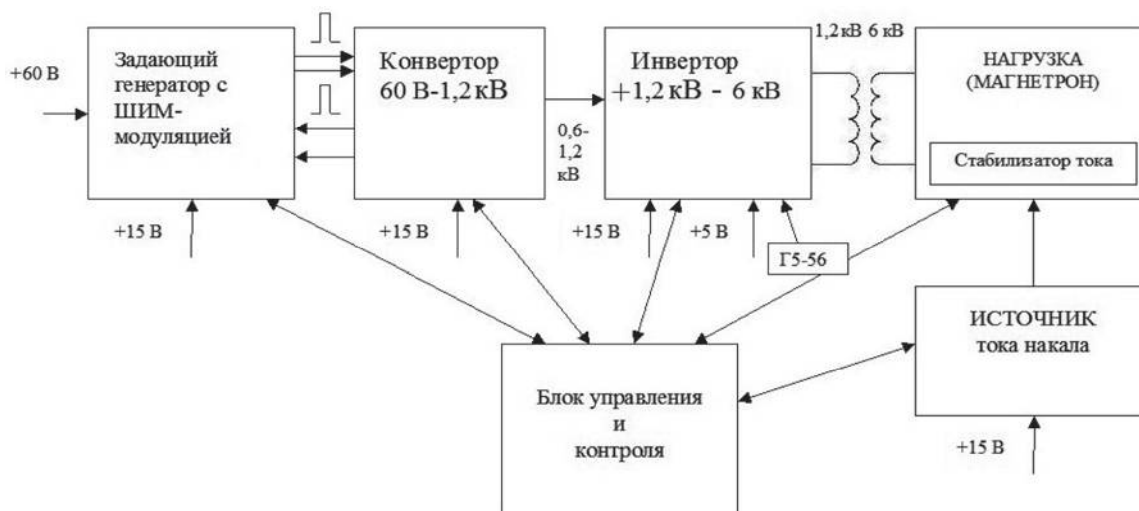 +60 В
Задающий
генератор с
ШИМ-
модуляцией
+15 В
Конвертор
60 В-1,2 кВ
+15 В
0,6-
1,2
кВ
Инвертор
+1,2 кВ - 6 кВ
+15 В
+5 В
Г5-56
1,2 кВ 6 кВ
НАГРУЗКА
(МАГНЕТРОН)
Стабилизатор тока
ИСТОЧНИК
тока накала
+15 В
Блок управления
и
контроля